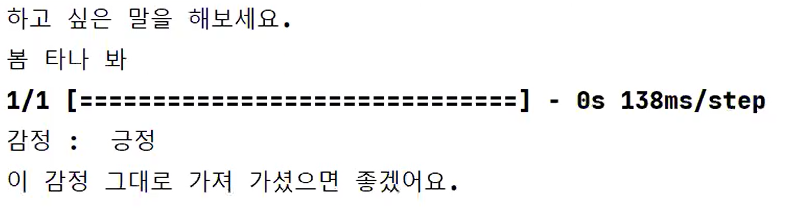 하고 싶은 말을 해보세요.
봄 타나 봐
1/1 [==============================] - 0s 138ms/step
감정 :  긍정
이 감정 그대로 가져 가셨으면 좋겠어요.